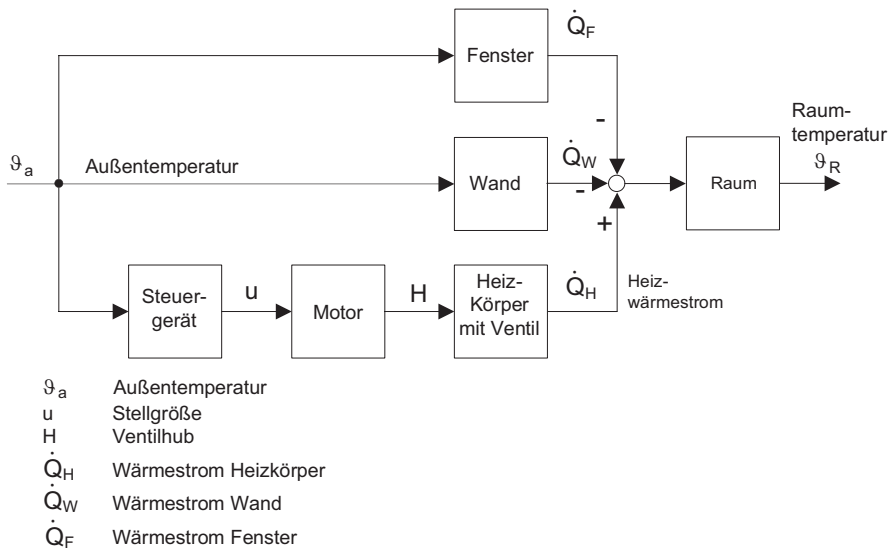 Q̇F
Fenster
-
Raum-
temperatur
ϑa
Außentemperatur
Q̇W
Wand
-
Raum
ϑR
+
Steuer-
gerät
u
Motor
H
Heiz-
Körper
mit Ventil
Q̇H
Heiz-
wärmestrom
ϑa Außentemperatur
u Stellgröße
H Ventilhub
Q̇H Wärmestrom Heizkörper
Q̇W Wärmestrom Wand
Q̇F Wärmestrom Fenster